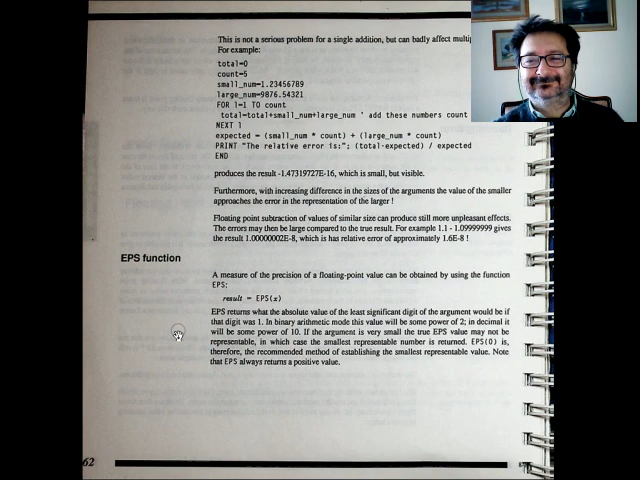 This is not a serious problem for a single addition, but can badly affect
For example:
total=0
count=5
small_num=1.23456789
large_num=9876.54321
FOR l=1 TO count
total=total+small_num+large_num ' add these numbers count
NEXT l
expected = (small_num * count) + (large_num * count)
PRINT "The relative error is:"; (total-expected) / expected
END
produces the result -1.47319727E-16, which is small, but visible.
Furthermore, with increasing difference in the sizes of the arguments the value of the smaller
approaches the error in the representation of the larger !
Floating point subtraction of values of similar size can produce still more unpleasant effects.
The errors may then be large compared to the true result. For example 1.1 - 1.09999999 gives
the result 1.00000002E-8, which is has relative error of approximately 1.6E-8 !
EPS function
A measure of the precision of a floating-point value can be obtained by using the function
EPS:
result = EPS(x)
EPS returns what the absolute value of the least significant digit of the argument would be if
that digit was 1. In binary arithmetic mode this value will be some power of 2; in decimal it
will be some power of 10. If the argument is very small the true EPS value may not be
representable, in which case the smallest representable number is returned. EPS(0) is,
therefore, the recommended method of establishing the smallest representable value. Note
that EPS always returns a positive value.
62